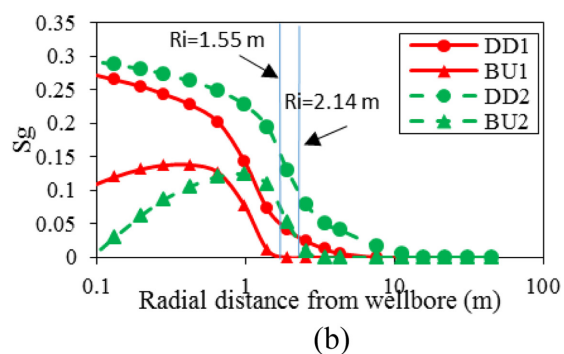 0.35
0.3
0.25
0.2
0.15
0.1
0.05
0
Sg
Ri=1.55 m
Ri=2.14 m
DD1
BU1
DD2
BU2
0.1 1 10 100
Radial distance from wellbore (m)
(b)